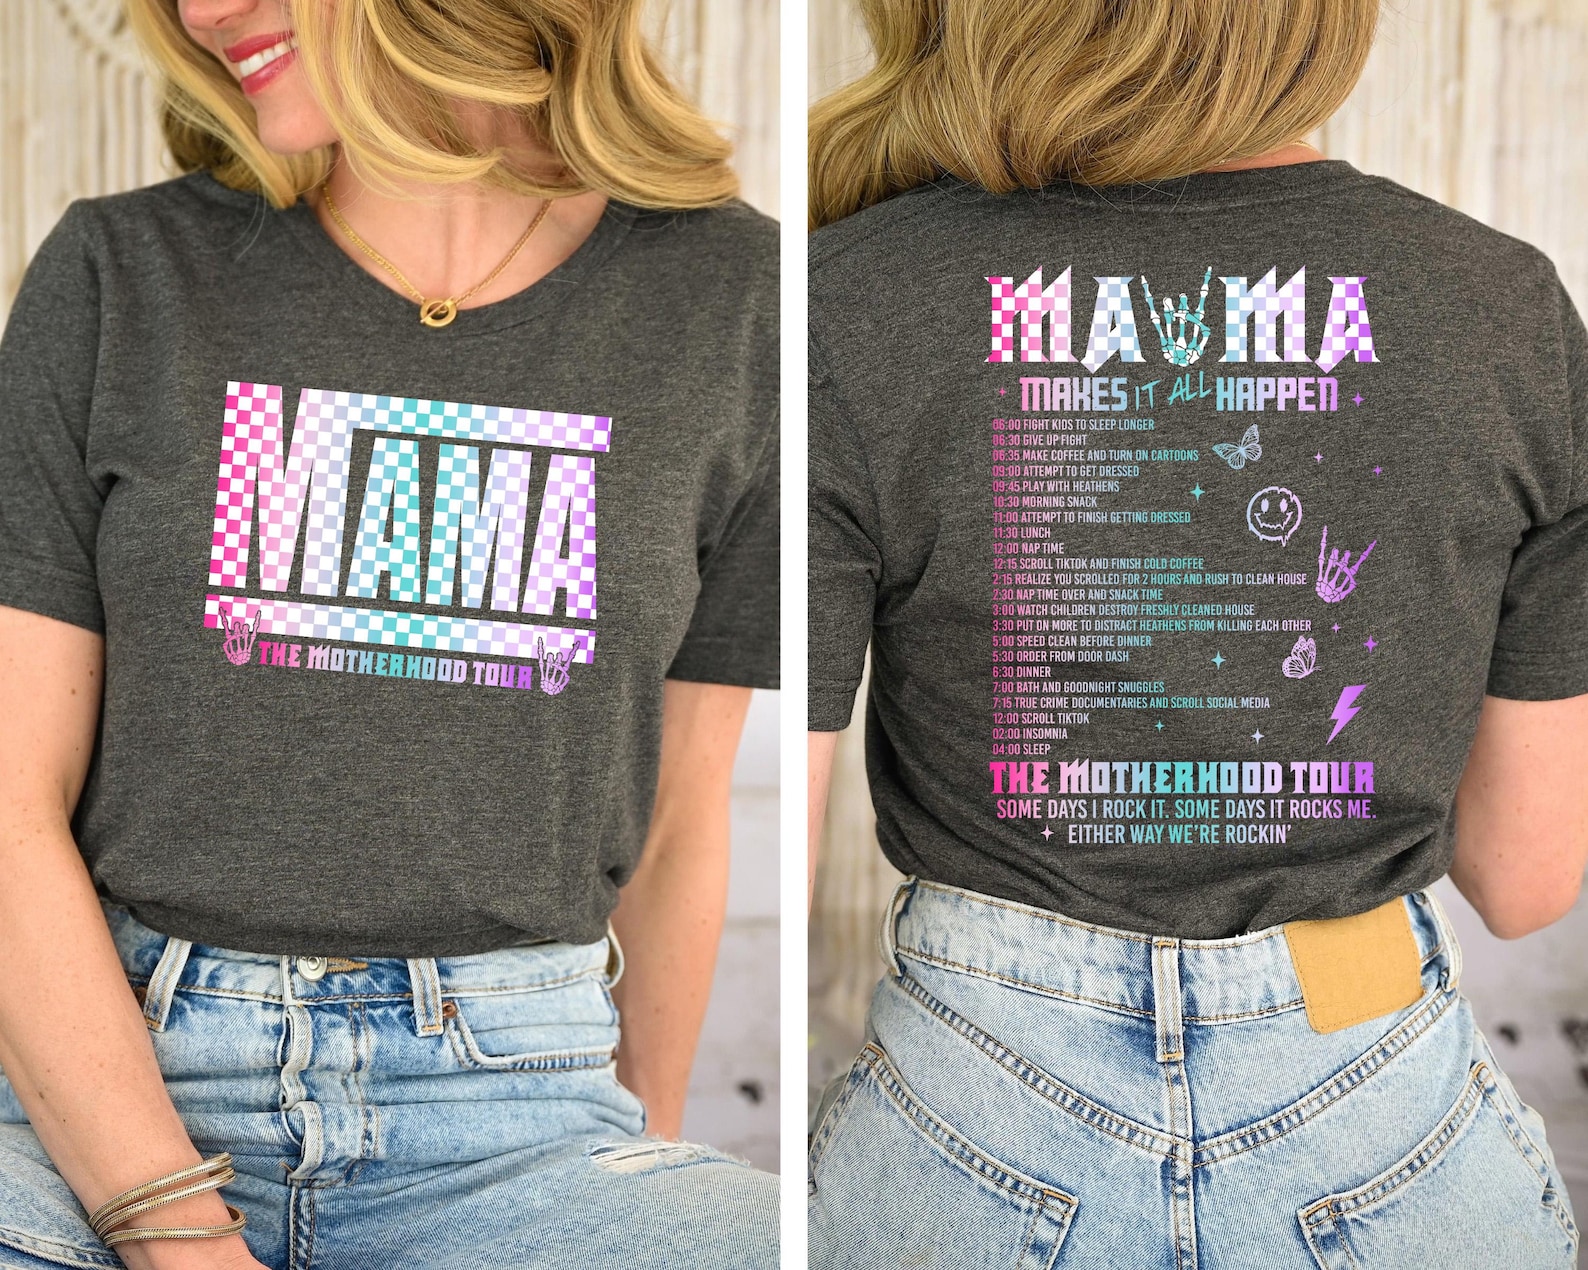 MAMA
THE MOTHERHOOD TOUR
MAMA
MAKES IT ALL HAPPEN
06:00 FIGHT KIDS TO SLEEP LONGER
06:30 GIVE UP FIGHT
06:35 MAKE COFFEE AND TURN ON CARTOONS
09:00 ATTEMPT TO GET DRESSED
09:45 PLAY WITH HEATHENS
10:30 MORNING SNACK
11:00 ATTEMPT TO FINISH GETTING DRESSED
11:30 LUNCH
12:00 NAP TIME
12:15 SCROLL TIKTOK AND FINISH COLD COFFEE
2:15 REALIZE YOU SCROLLED FOR 2 HOURS AND RUSH TO CLEAN HOUSE
2:30 NAP TIME OVER AND SNACK TIME
3:00 WATCH CHILDREN DESTROY FRESHLY CLEANED HOUSE
3:30 PUT ON MORE TO DISTRACT HEATHENS FROM KILLING EACH OTHER
5:00 SPEED CLEAN BEFORE DINNER
5:30 ORDER FROM DOOR DASH
6:30 DINNER
7:00 BATH AND GOODNIGHT SNUGGLES
7:15 TRUE CRIME DOCUMENTARIES AND SCROLL SOCIAL MEDIA
12:00 SCROLL TIKTOK
02:00 INSOMNIA
04:00 SLEEP
THE MOTHERHOOD TOUR
SOME DAYS I ROCK IT. SOME DAYS IT ROCKS ME.
EITHER WAY WE'RE ROCKIN'